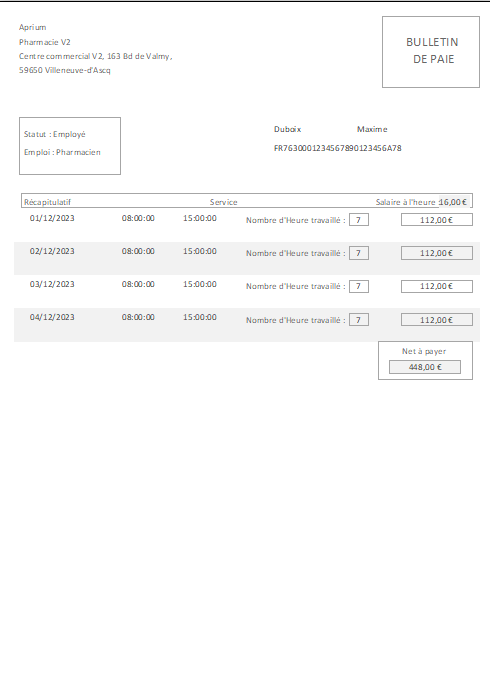 Aprium
Pharmacie V2
Centre commercial V2, 163 Bd de Valmy,
59650 Villeneuve-d'Ascq
BULLETIN
DE PAIE
Statut : Employé
Emploi : Pharmacien
Duboix Maxime
FR7630001234567890123456A78
Récapitulatif Service Salaire à l'heure 16,00 €
01/12/2023 08:00:00 15:00:00 Nombre d'Heure travaillé : 7 112,00 €
02/12/2023 08:00:00 15:00:00 Nombre d'Heure travaillé : 7 112,00 €
03/12/2023 08:00:00 15:00:00 Nombre d'Heure travaillé : 7 112,00 €
04/12/2023 08:00:00 15:00:00 Nombre d'Heure travaillé : 7 112,00 €
Net à payer
448,00 €